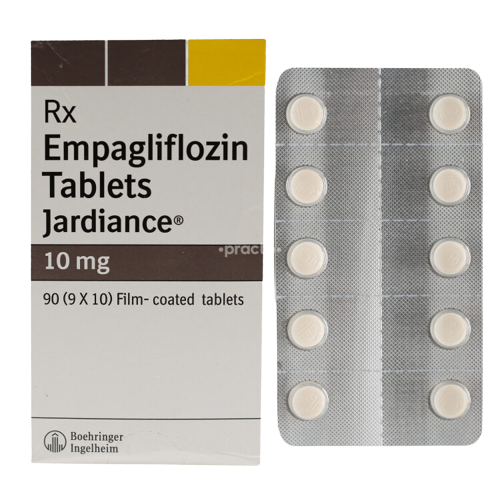 Rx
Empagliflozin
Tablets
Jardiance®
10 mg
90 (9 X 10) Film- coated tablets
Boehringer
Ingelheim